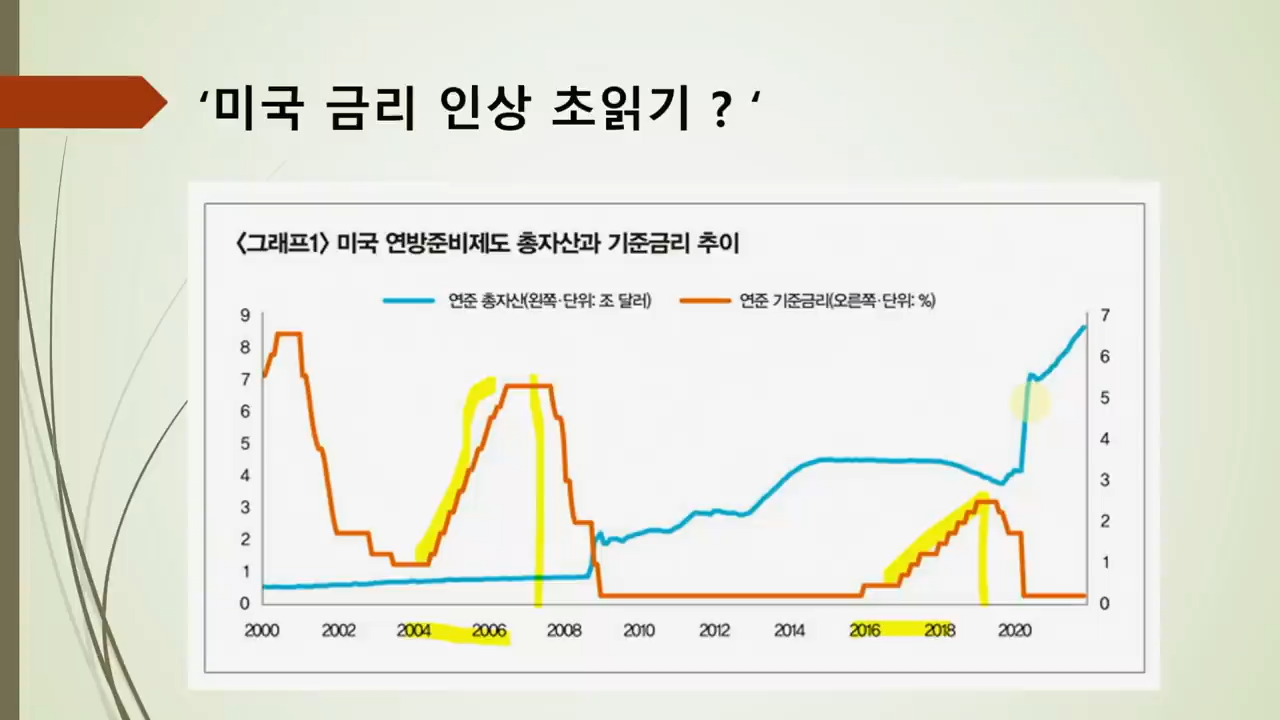 ‘미국 금리 인상 초읽기 ? ‘
〈그래프1〉 미국 연방준비제도 총자산과 기준금리 추이
연준 총자산(왼쪽·단위: 조 달러) 연준 기준금리(오른쪽·단위: %)
9 7
8
7 6
6 5
5 4
4 3
3 2
2
1 1
0 0
2000 2002 2004 2006 2008 2010 2012 2014 2016 2018 2020